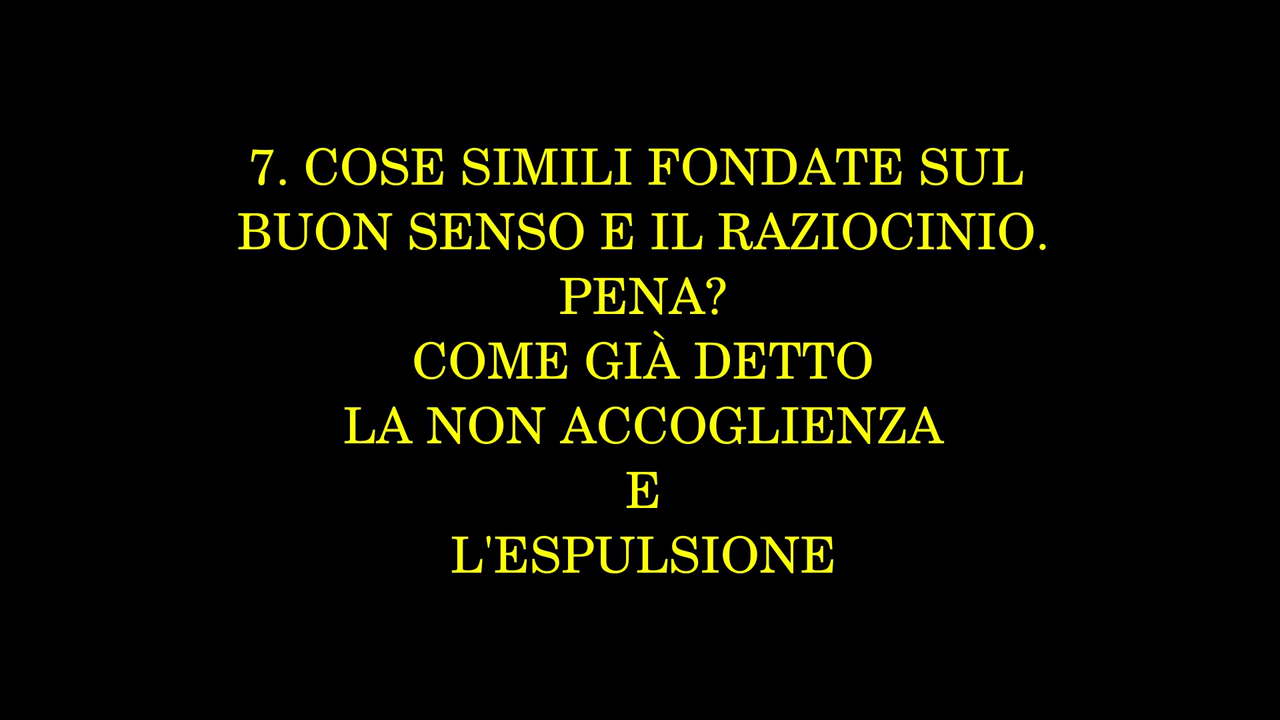 7. COSE SIMILI FONDATE SUL
BUON SENSO E IL RAZIOCINIO.
PENA?
COME GIÀ DETTO
LA NON ACCOGLIENZA
E
L'ESPULSIONE